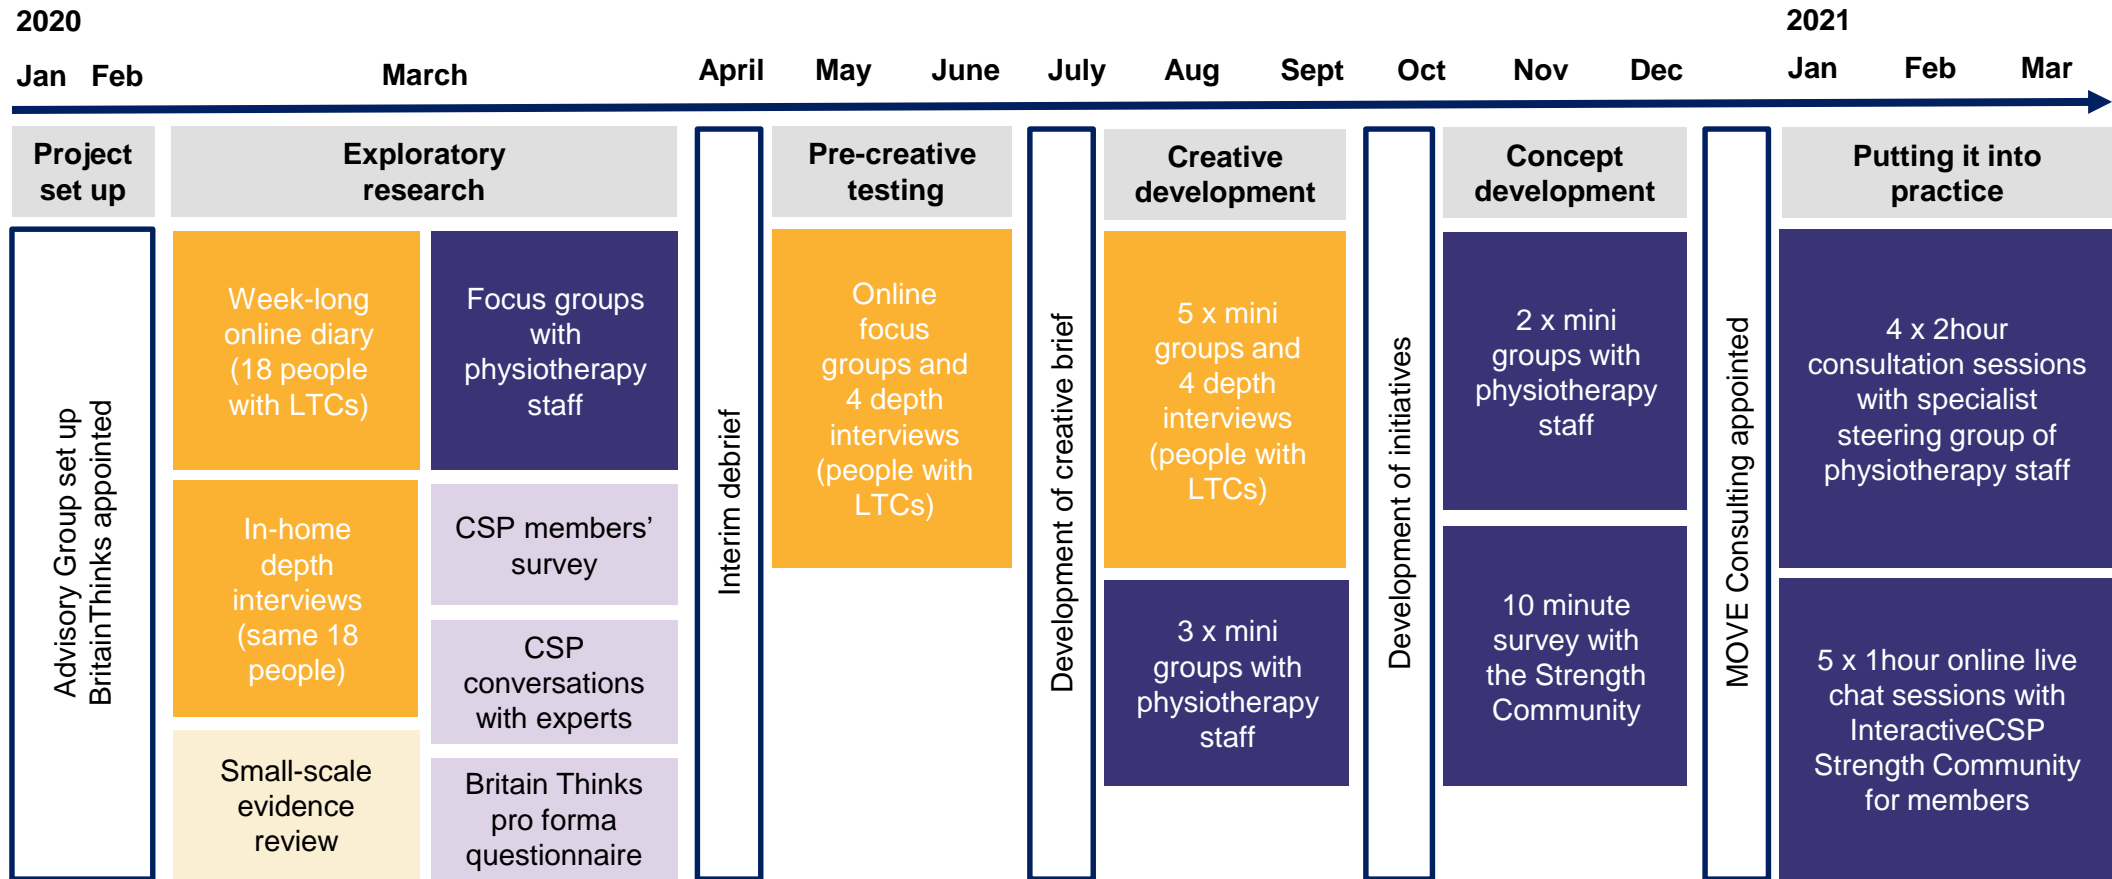 2020
2021
Jan Feb March April May June July Aug Sept Oct Nov Dec Jan Feb Mar
Project
set up
Exploratory
research
Pre-creative
testing
Creative
development
Concept
development
Putting it into
practice
Advisory Group set up
BritainThinks appointed
Week-long
online diary
(18 people
with LTCs)
In-home
depth
interviews
(same 18
people)
Small-scale
evidence
review
Focus groups
with
physiotherapy
staff
CSP members’
survey
CSP
conversations
with experts
Britain Thinks
pro forma
questionnaire
Interim debrief
Online
focus
groups and
4 depth
interviews
(people with
LTCs)
Development of creative brief
5 x mini
groups and
4 depth
interviews
(people with
LTCs)
3 x mini
groups with
physiotherapy
staff
Development of initiatives
2 x mini
groups with
physiotherapy
staff
10 minute
survey with
the Strength
Community
MOVE Consulting appointed
4 x 2hour
consultation sessions
with specialist
steering group of
physiotherapy staff
5 x 1hour online live
chat sessions with
InteractiveCSP
Strength Community
for members